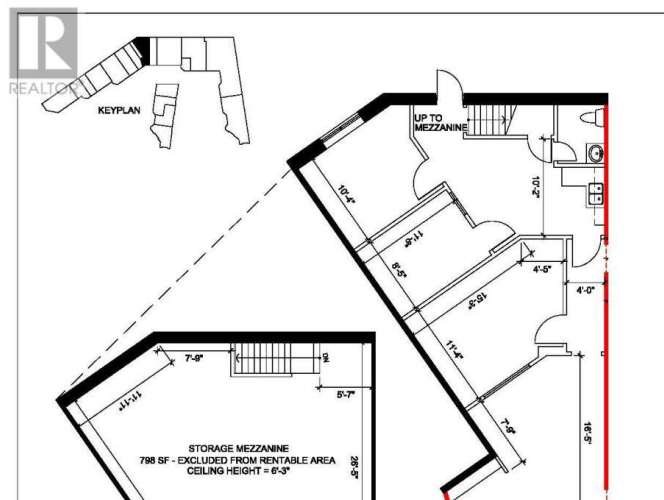 R
REALTOR
KEYPLAN
UP TO
MEZZANINE
10'-4"
11'-8"
8'-5"
10'-2"
4'-5"
4'-0"
15'-3"
11'-4"
7'-9"
16'-5"
7'-9"
DN
5'-7"
11'-11"
26'-5"
STORAGE MEZZANINE
798 SF - EXCLUDED FROM RENTABLE AREA
CEILING HEIGHT = 6'-3"